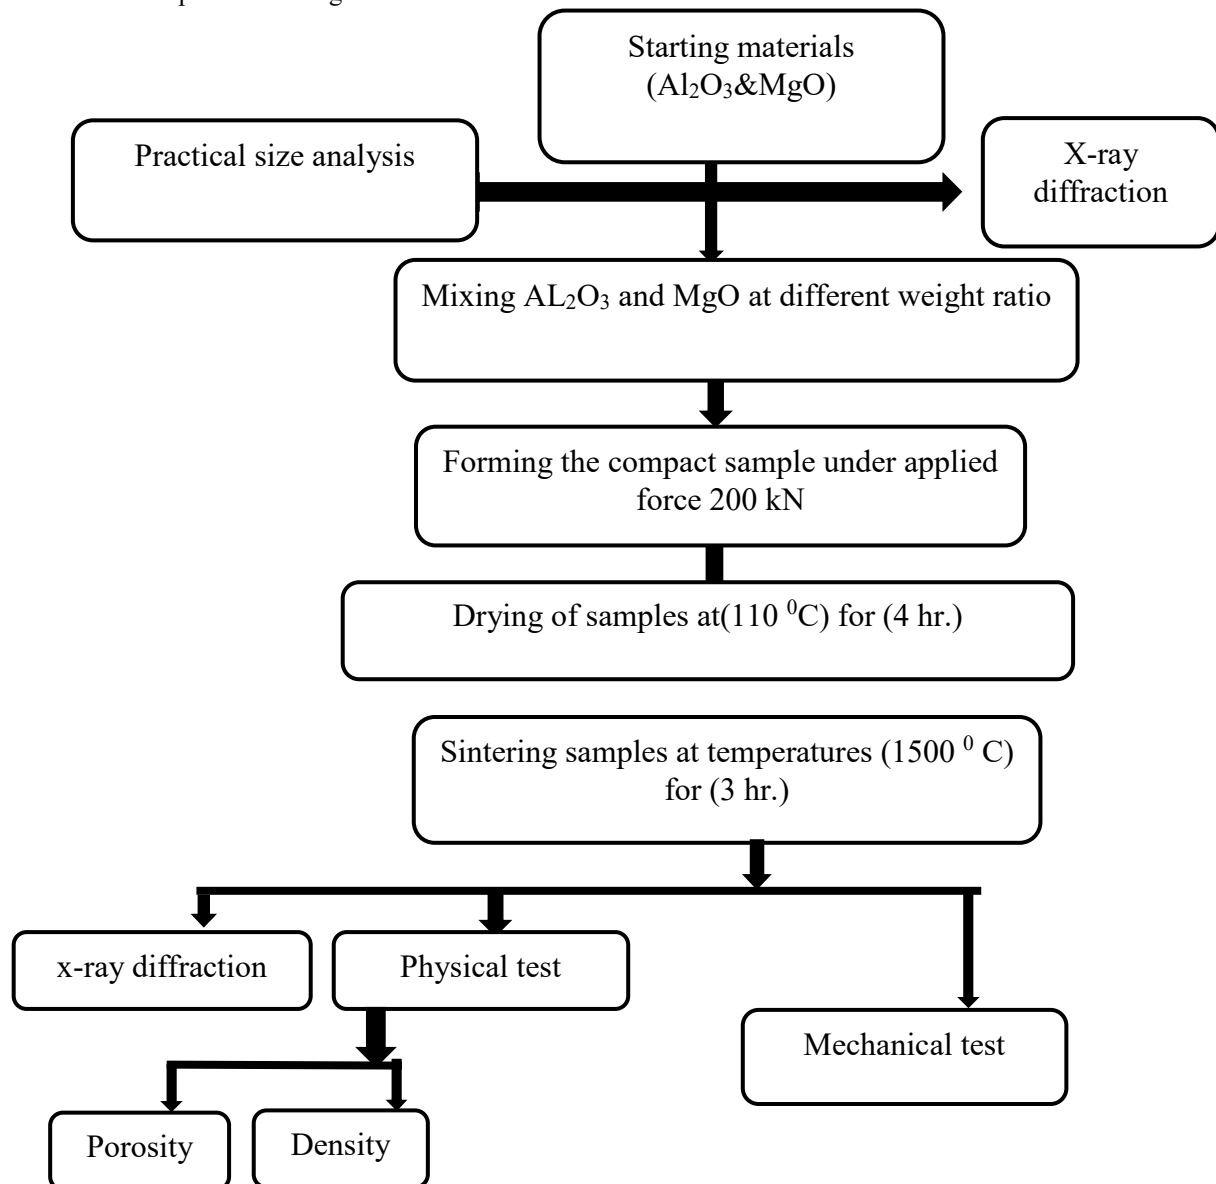 Starting materials
(Al₂O₃&MgO)
Practical size analysis
X-ray
diffraction
Mixing AL₂O₃ and MgO at different weight ratio
Forming the compact sample under applied
force 200 kN
Drying of samples at(110 ⁰C) for (4 hr.)
Sintering samples at temperatures (1500 ⁰ C)
for (3 hr.)
x-ray diffraction
Physical test
Mechanical test
Porosity
Density